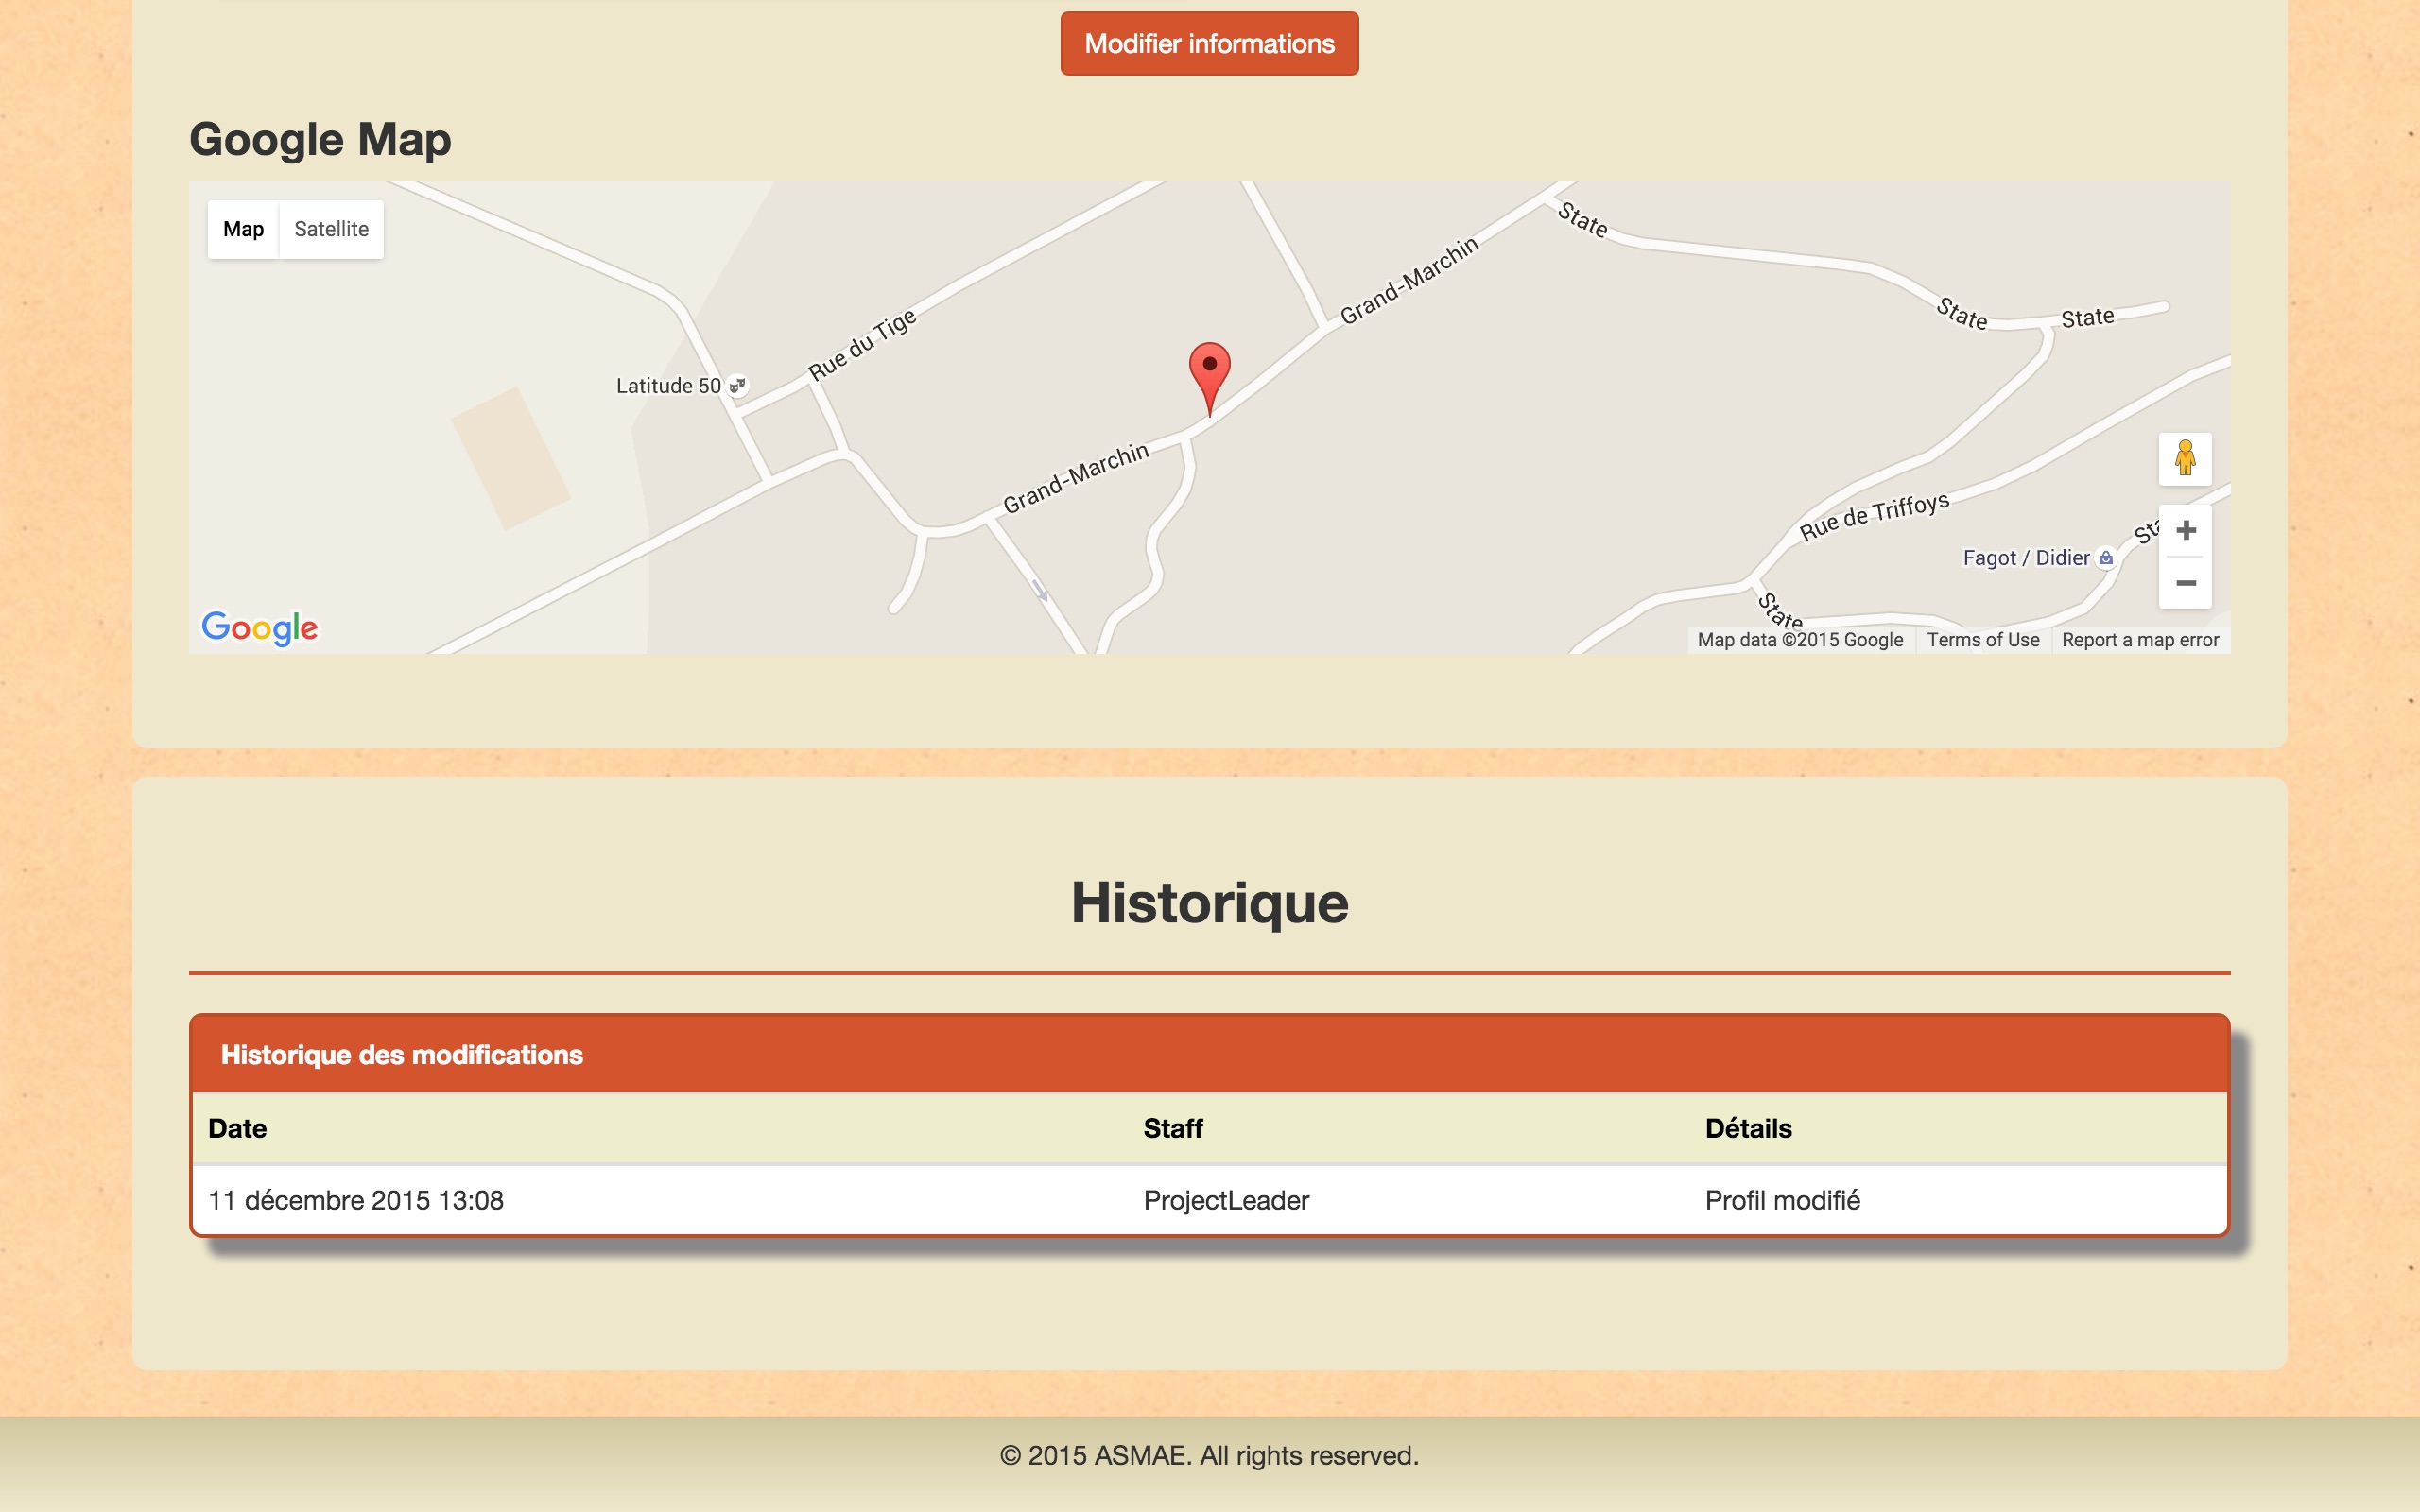 Modifier informations
Google Map
Map Satellite
State
Grand-Marchin
State
State
Rue du Tige
Latitude 50
Grand-Marchin
Rue de Triffoys
Fagot / Didier
State
Google
Map data ©2015 Google Terms of Use Report a map error
Historique
Historique des modifications
Date Staff Détails
11 décembre 2015 13:08 ProjectLeader Profil modifié
© 2015 ASMAE. All rights reserved.